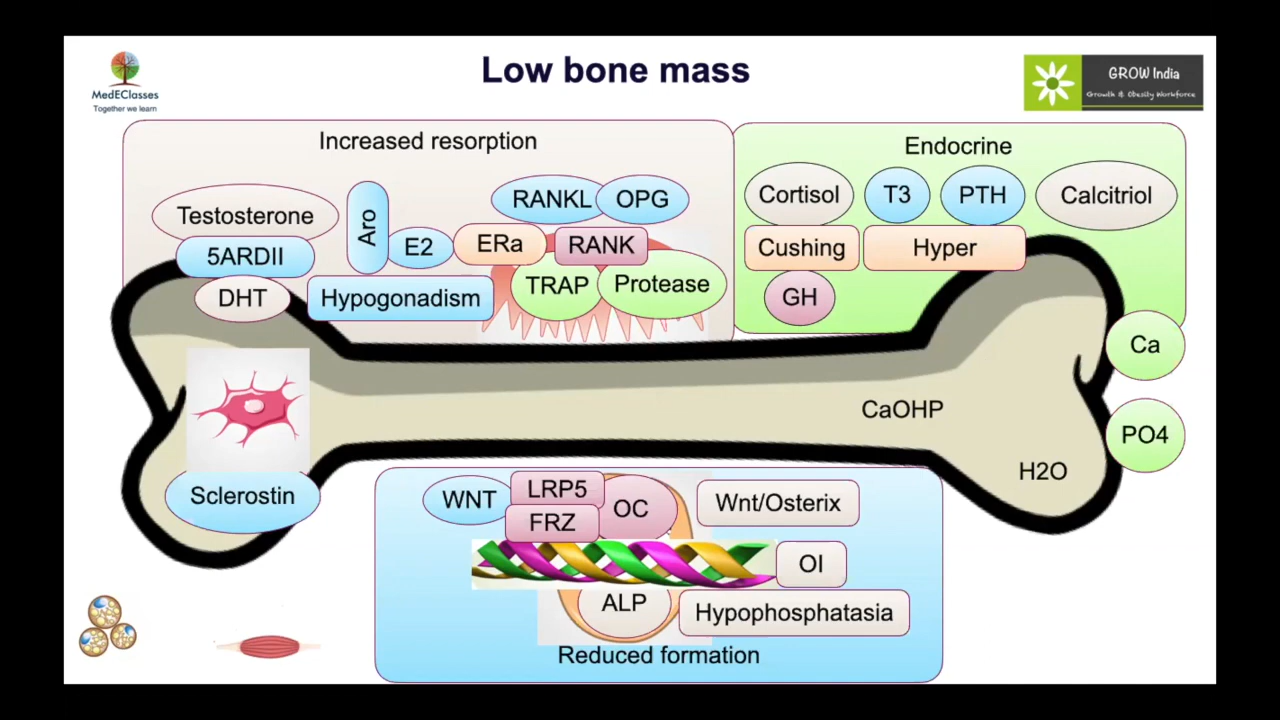 Low bone mass
MedEClasses
Together we learn
GROW India
Growth & Obesity Workforce
Increased resorption
Testosterone
5ARDII
DHT
Aro
E2
Hypogonadism
RANKL
OPG
ERa
RANK
TRAP
Protease
Endocrine
Cortisol
T3
PTH
Calcitriol
Cushing
Hyper
GH
Ca
PO4
CaOHP
H2O
Sclerostin
WNT
LRP5
FRZ
OC
Wnt/Osterix
OI
ALP
Hypophosphatasia
Reduced formation